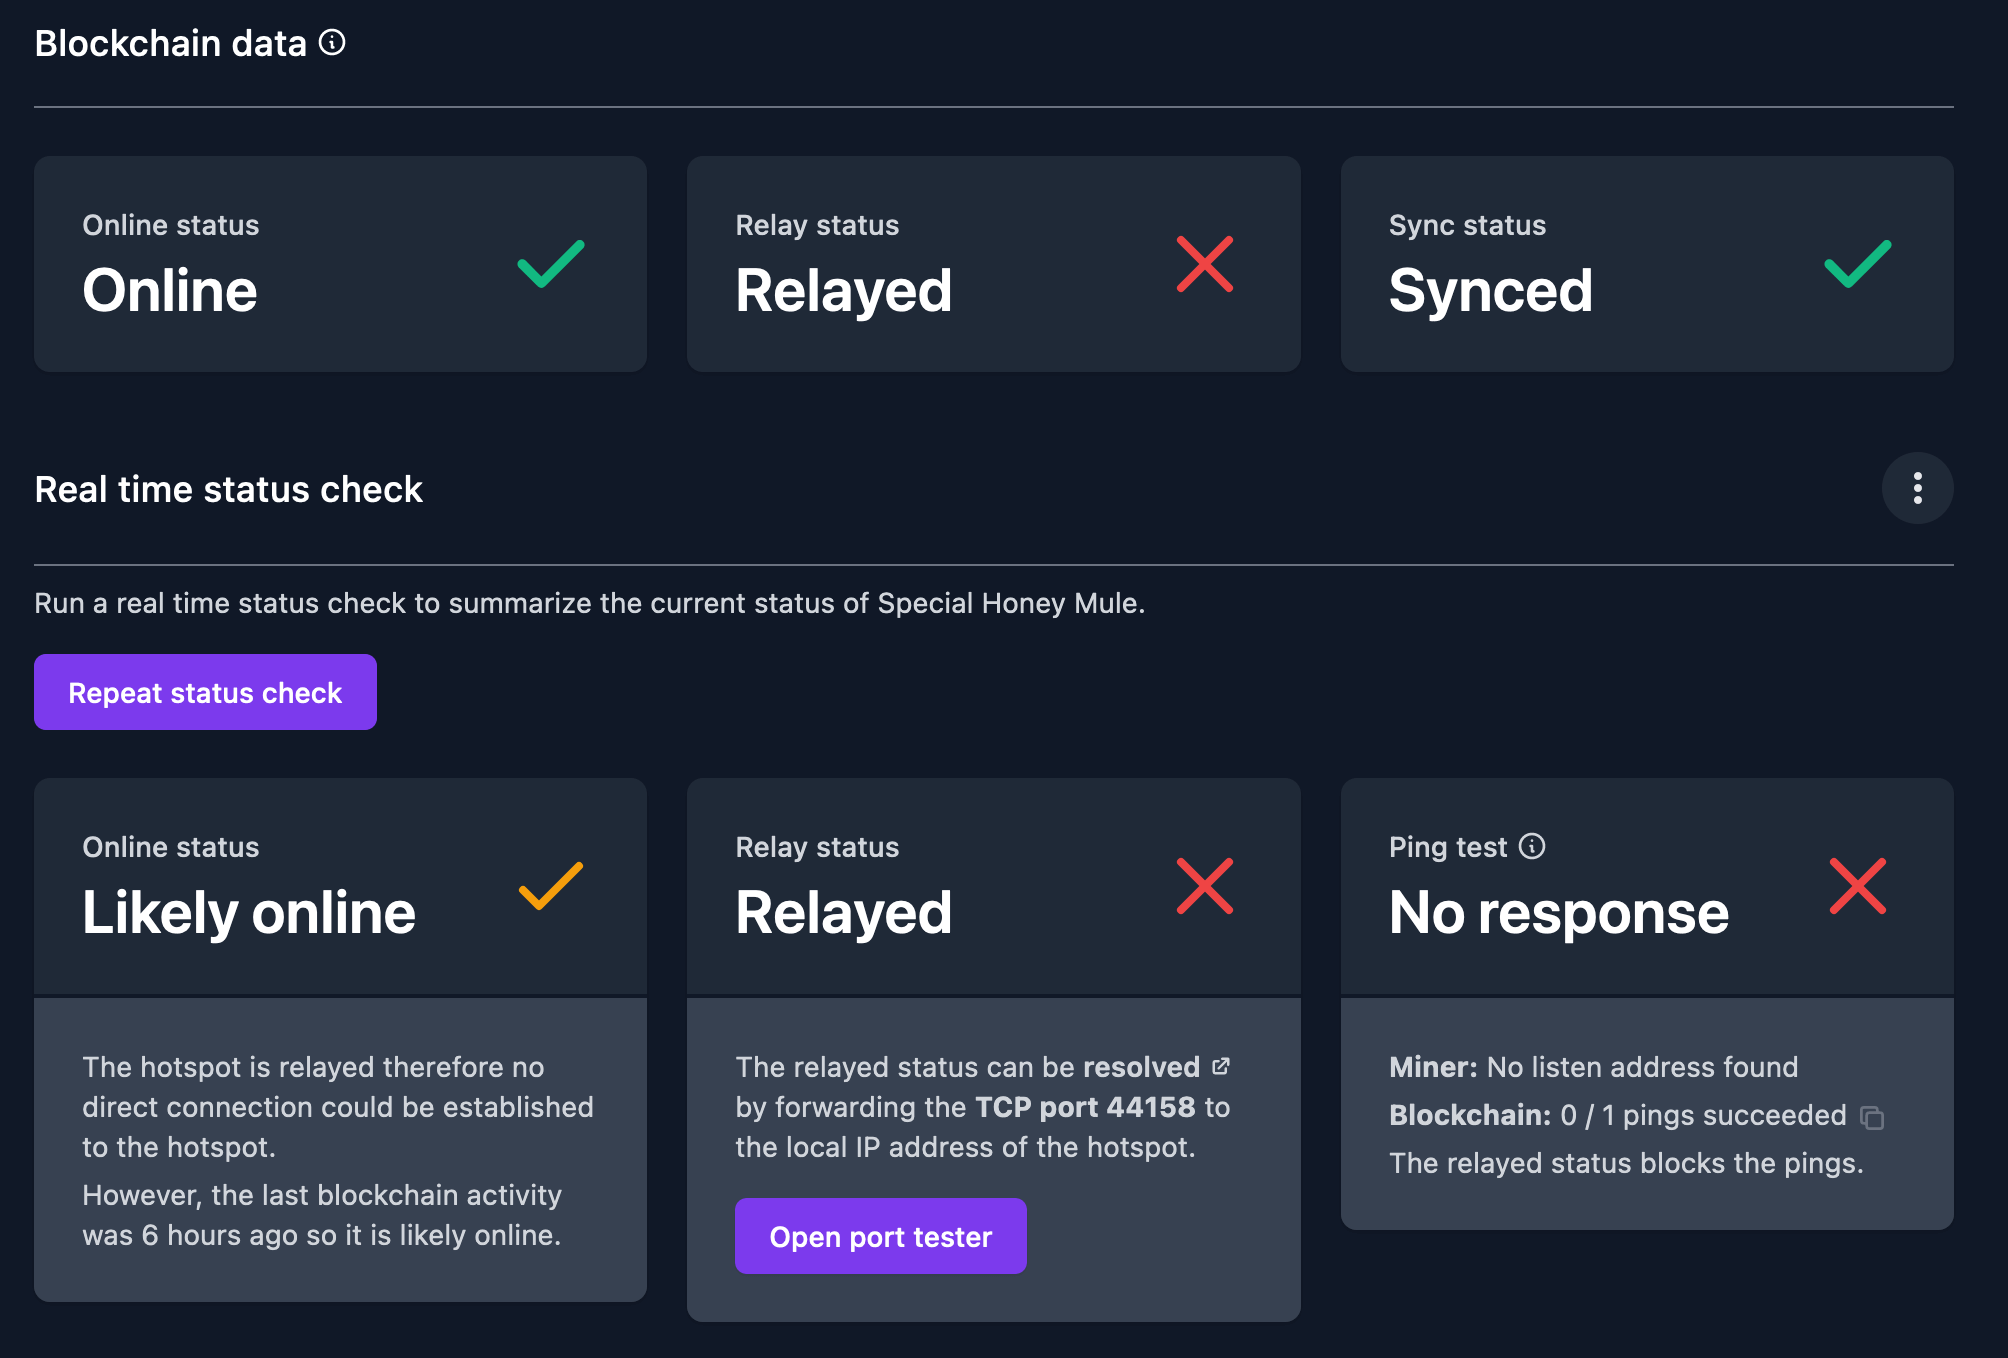 Blockchain data
Online status
Online
Relay status
Relayed
Sync status
Synced
Real time status check
Run a real time status check to summarize the current status of Special Honey Mule.
Repeat status check
Online status
Likely online
The hotspot is relayed therefore no
direct connection could be established
to the hotspot.
However, the last blockchain activity
was 6 hours ago so it is likely online.
Relay status
Relayed
The relayed status can be resolved
by forwarding the TCP port 44158 to
the local IP address of the hotspot.
Open port tester
Ping test
No response
Miner: No listen address found
Blockchain: 0 / 1 pings succeeded
The relayed status blocks the pings.